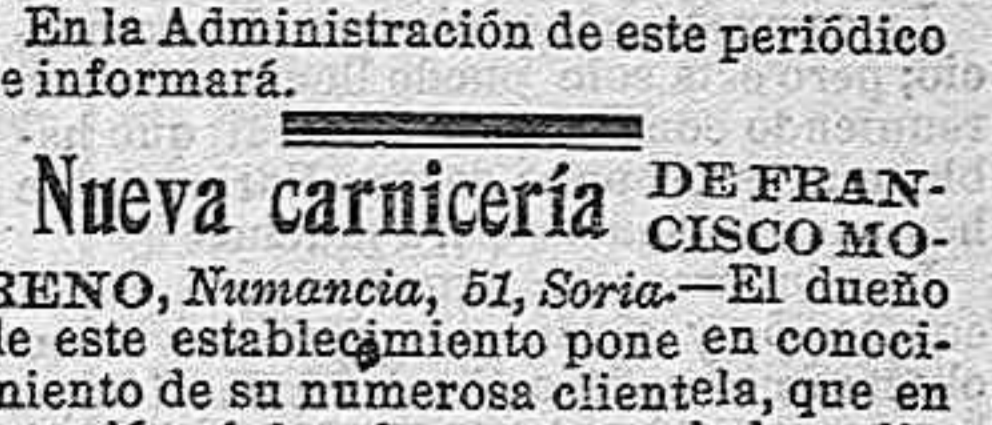 En la Administración de este periódico
e informará.
Nueva carnicería DE FRAN-
CISCO MO-
RENO, Numancia, 51, Soria.—El dueño
de este establecimiento pone en conoci-
miento de su numerosa clientela, que en